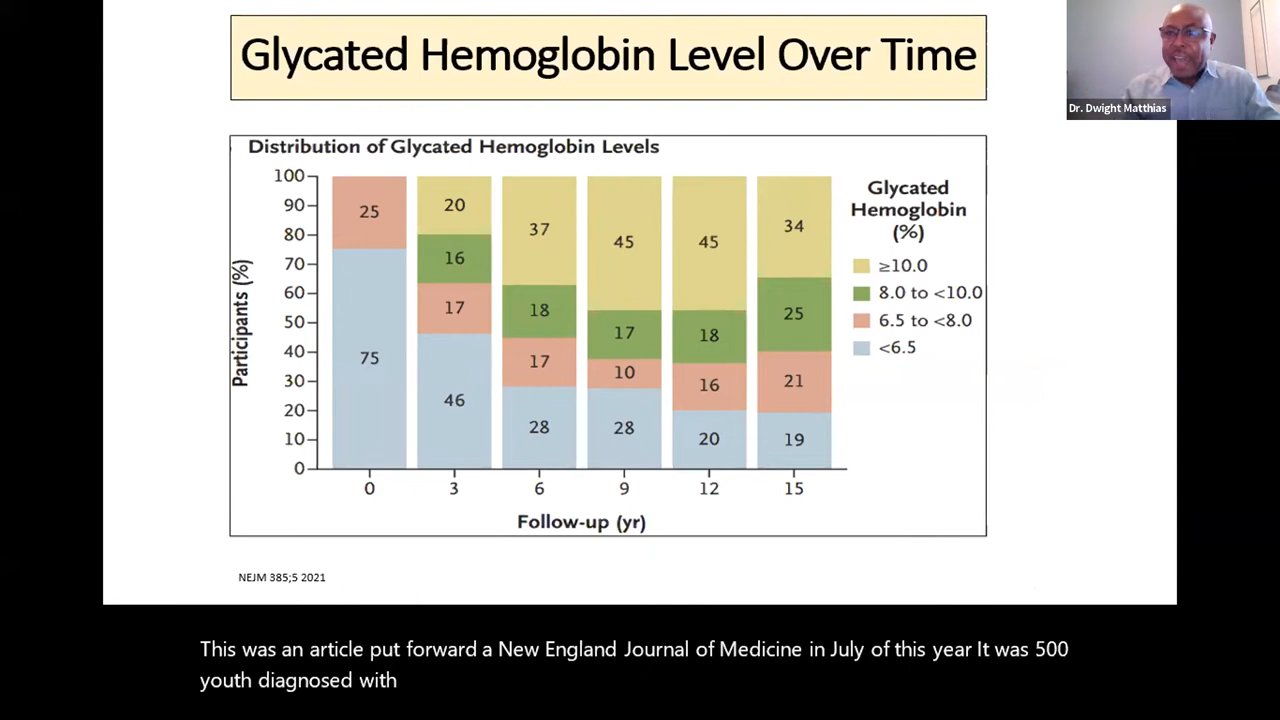 Glycated Hemoglobin Level Over Time
Dr. Dwight Matthias
Distribution of Glycated Hemoglobin Levels
Participants (%)
100
90
80
70
60
50
40
30
20
10
0
25
75
20
16
17
46
37
18
17
28
45
17
10
28
45
18
16
20
34
25
21
19
0 3 6 9 12 15
Follow-up (yr)
Glycated
Hemoglobin
(%)
≥10.0
8.0 to <10.0
6.5 to <8.0
<6.5
NEJM 385;5 2021
This was an article put forward a New England Journal of Medicine in July of this year It was 500
youth diagnosed with